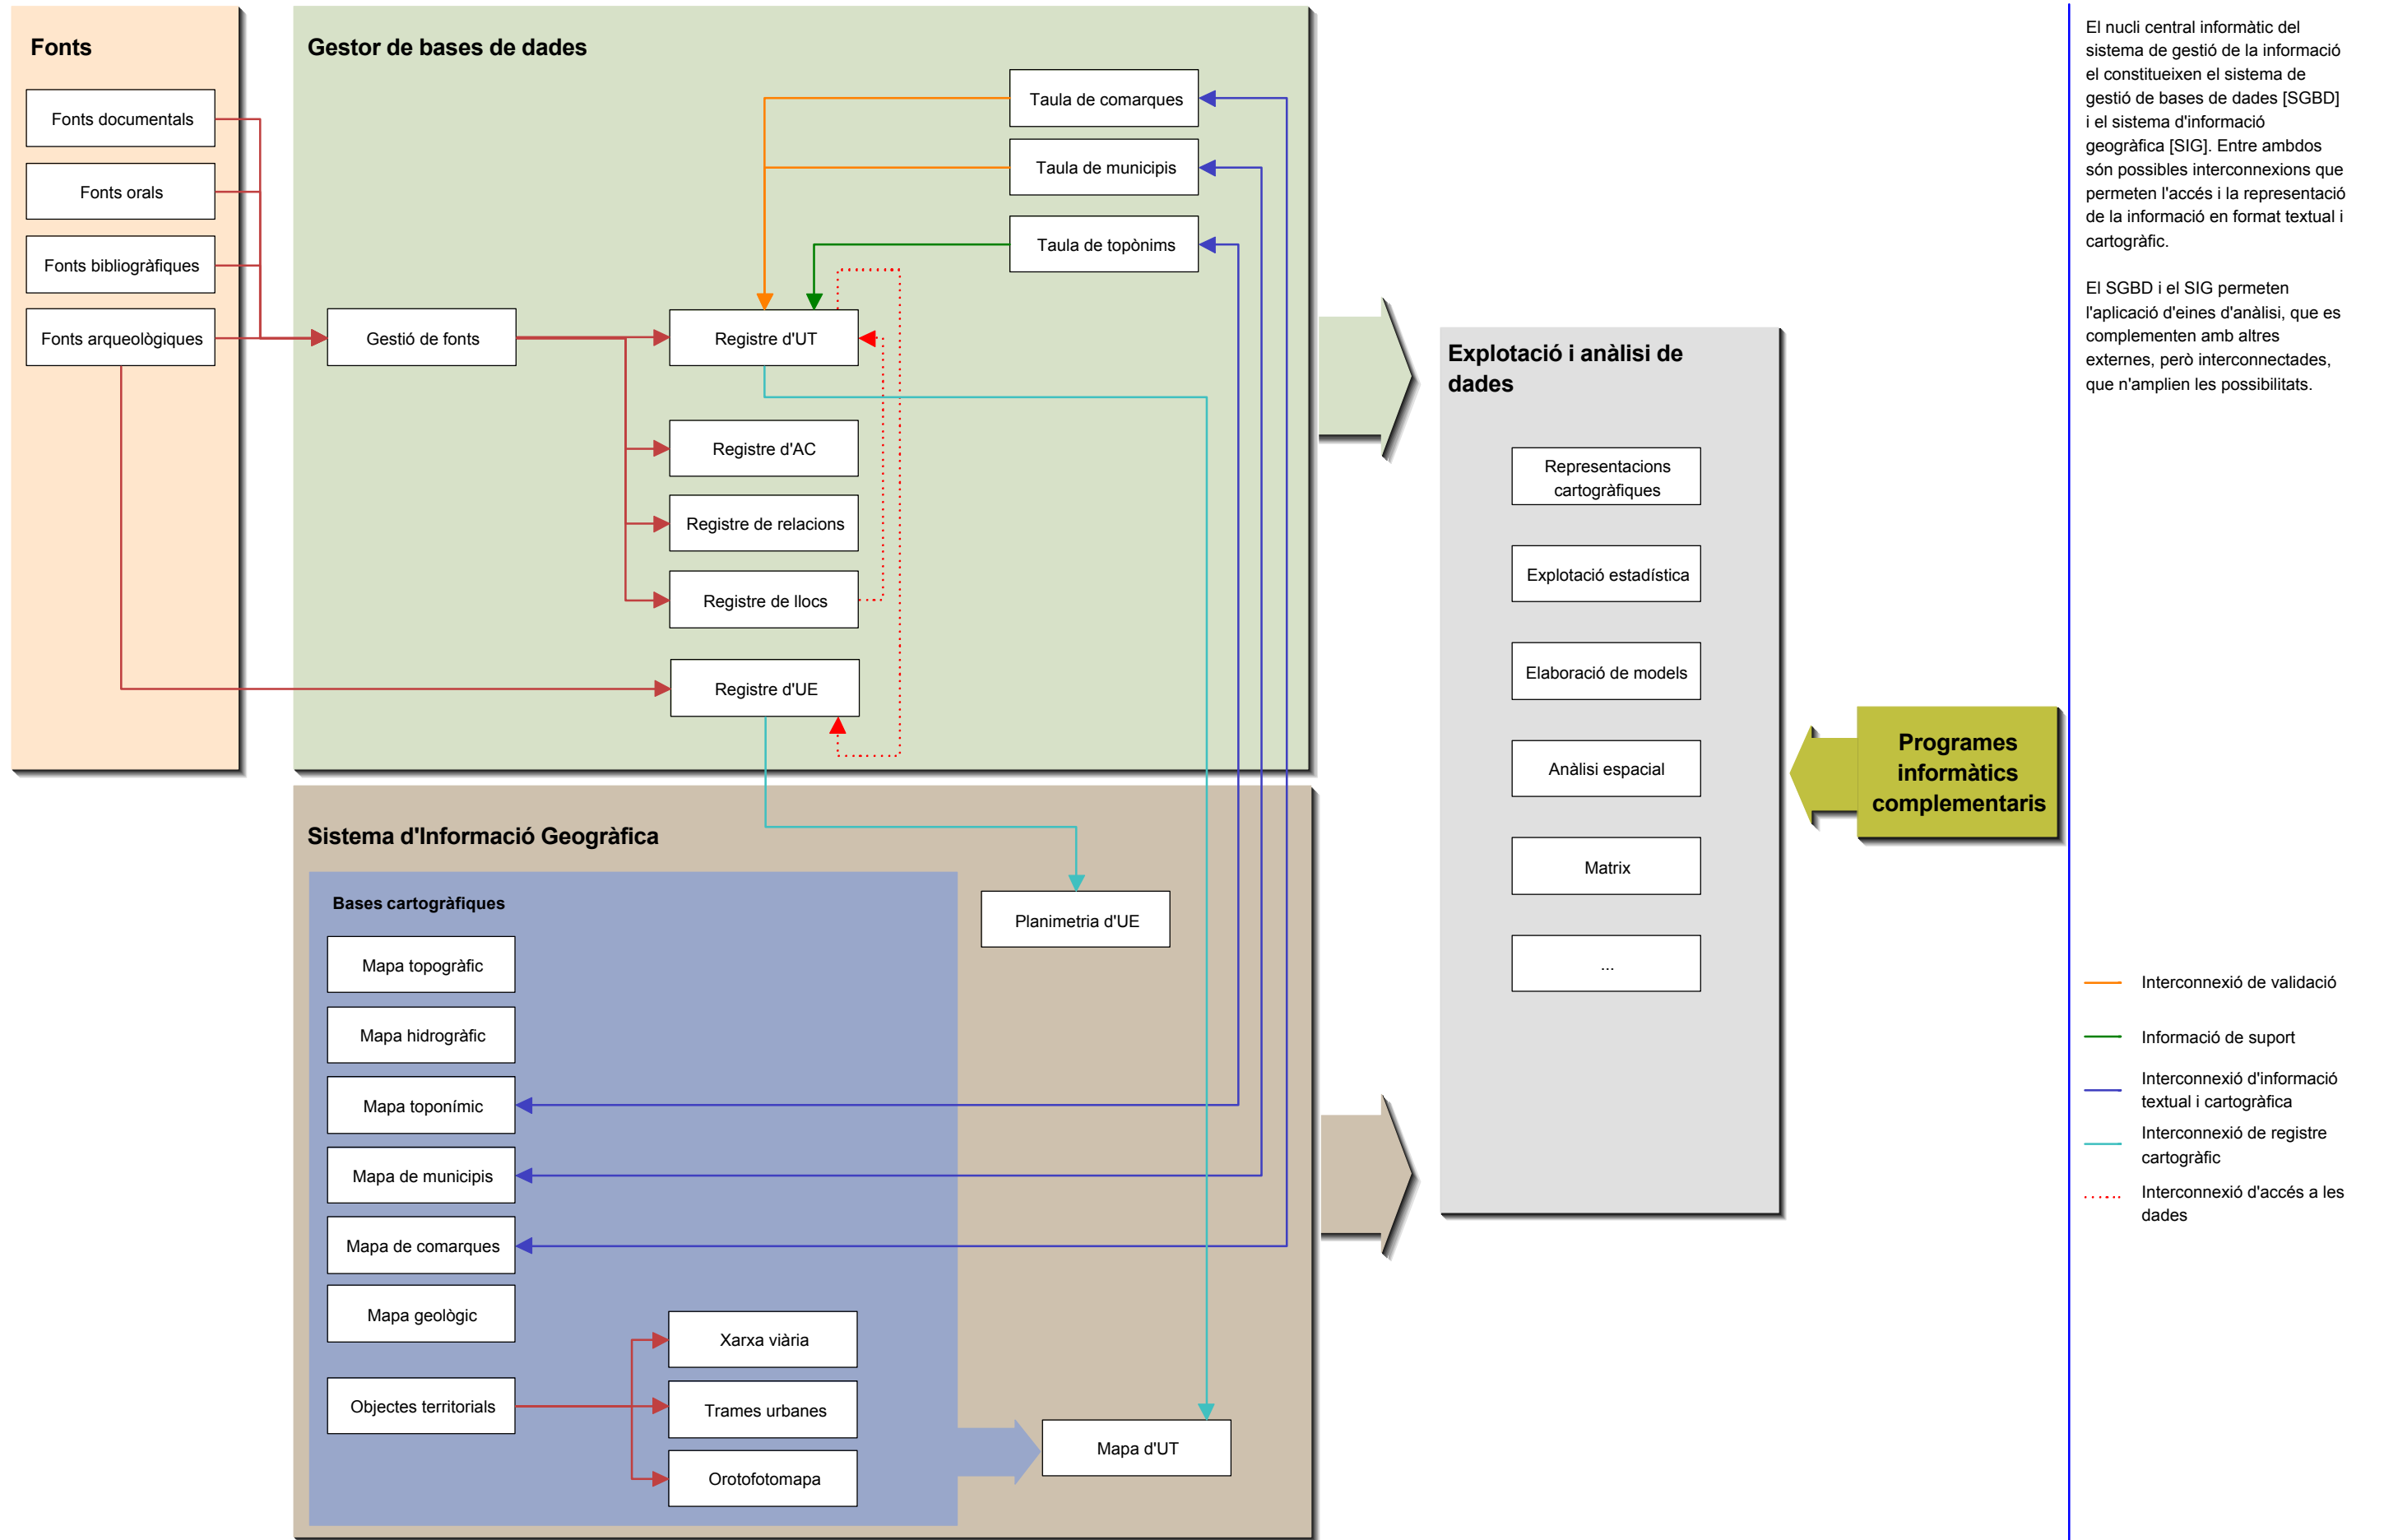 Fonts
Fonts documentals
Fonts orals
Fonts bibliogràfiques
Fonts arqueològiques
Gestor de bases de dades
Taula de comarques
Taula de municipis
Taula de topònims
Gestió de fonts
Registre d'UT
Registre d'AC
Registre de relacions
Registre de llocs
Registre d'UE
Sistema d'Informació Geogràfica
Bases cartogràfiques
Mapa topogràfic
Mapa hidrogràfic
Mapa toponímic
Mapa de municipis
Mapa de comarques
Mapa geològic
Objectes territorials
Xarxa viària
Trames urbanes
Orotofotomapa
Planimetria d'UE
Mapa d'UT
Explotació i anàlisi de
dades
Representacions
cartogràfiques
Explotació estadística
Elaboració de models
Anàlisi espacial
Matrix
...
Programes
informàtics
complementaris
El nucli central informàtic del
sistema de gestió de la informació
el constitueixen el sistema de
gestió de bases de dades [SGBD]
i el sistema d'informació
geogràfica [SIG]. Entre ambdos
són possibles interconnexions que
permeten l'accés i la representació
de la informació en format textual i
cartogràfic.
El SGBD i el SIG permeten
l'aplicació d'eines d'anàlisi, que es
complementen amb altres
externes, però interconnectades,
que n'amplien les possibilitats.
Interconnexió de validació
Informació de suport
Interconnexió d'informació
textual i cartogràfica
Interconnexió de registre
cartogràfic
Interconnexió d'accés a les
dades